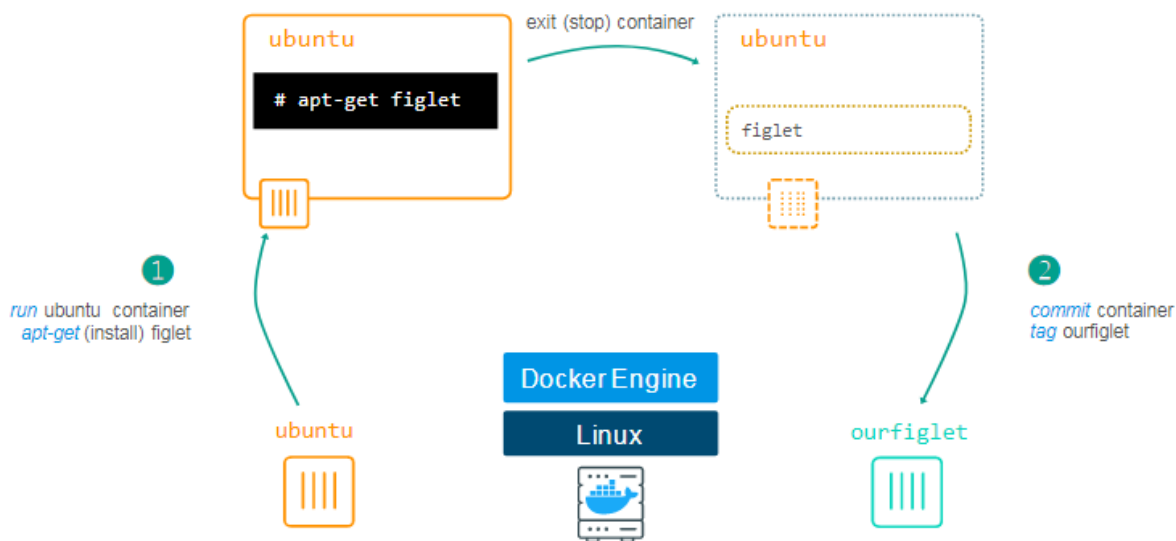 exit (stop) container
ubuntu
# apt-get figlet
ubuntu
figlet
1
run ubuntu container
apt-get (install) figlet
2
commit container
tag ourfiglet
Docker Engine
Linux
ubuntu
ourfiglet